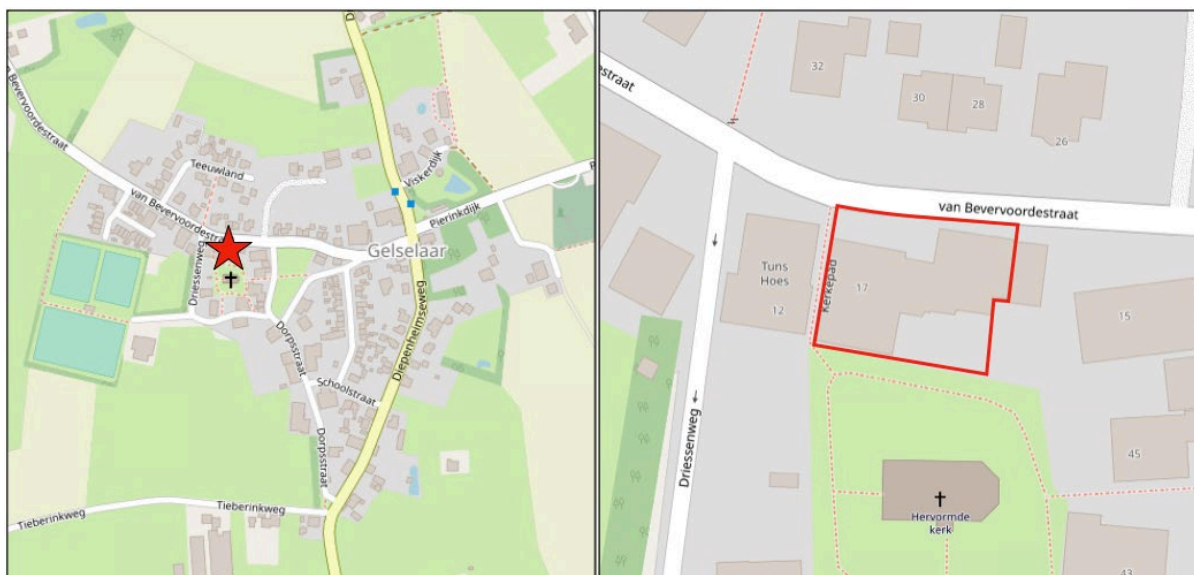 van Bevervoordestraat
Teeuwland
van Bevervoordestraat
Driessenweg
Viskerdijk
Pierinkdijk
Gelselaar
Diepenheimseweg
Dorpsstraat
Schoolstraat
Dorpsstraat
Tieberinkweg
Tieberinkweg
32
30
28
26
van Bevervoordestraat
Tuns
Hoes
12
Kerkepad
17
15
Driessenweg
45
Hervormde
kerk
43